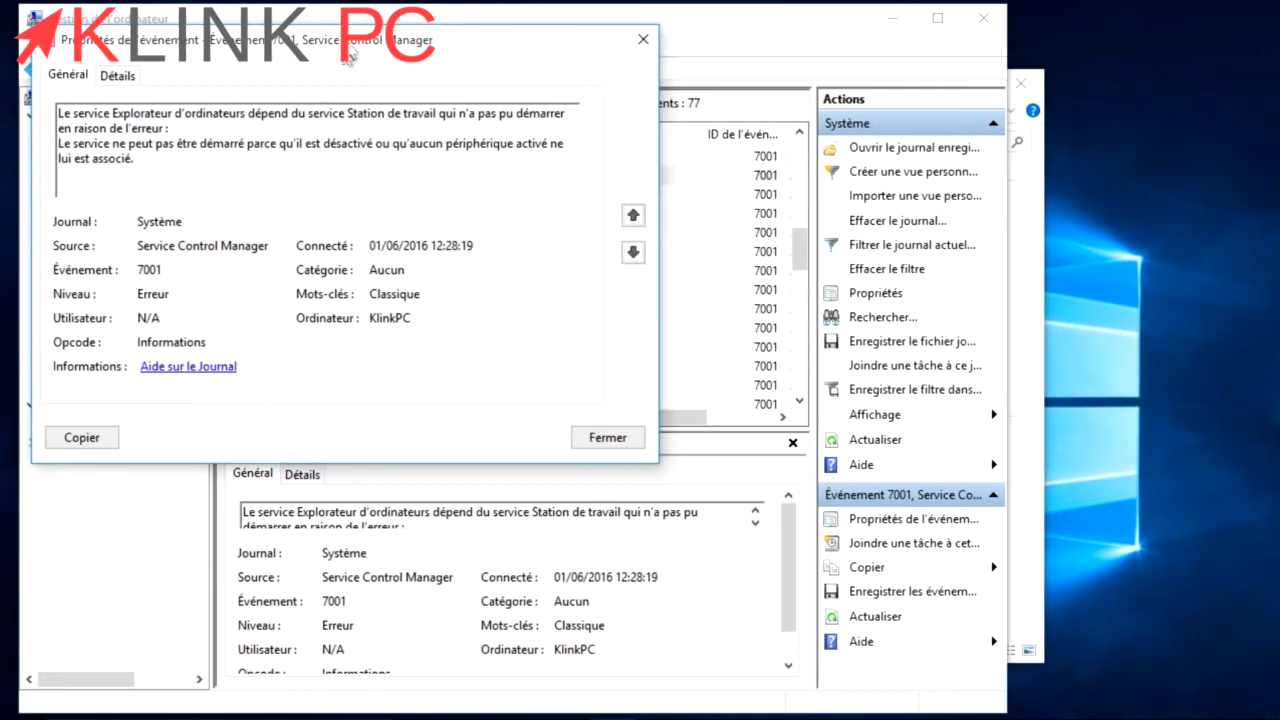 Gestion de l'ordinateur
KLINK PC
Propriétés de l'événement - Événement 7001, Service Control Manager
Général
Détails
Le service Explorateur d'ordinateurs dépend du service Station de travail qui n'a pas pu démarrer
en raison de l'erreur :
Le service ne peut pas être démarré parce qu'il est désactivé ou qu'aucun périphérique activé ne
lui est associé.
Journal : Système
Source : Service Control Manager Connecté : 01/06/2016 12:28:19
Événement : 7001 Catégorie : Aucun
Niveau : Erreur Mots-clés : Classique
Utilisateur : N/A Ordinateur : KlinkPC
Opcode : Informations
Informations : Aide sur le Journal
Copier
Fermer
ents : 77
ID de l'évén...
7001
7001
7001
7001
7001
7001
7001
7001
7001
7001
7001
7001
7001
7001
Général
Détails
Le service Explorateur d'ordinateurs dépend du service Station de travail qui n'a pas pu
démarrer en raison de l'erreur :
Journal : Système
Source : Service Control Manager Connecté : 01/06/2016 12:28:19
Événement : 7001 Catégorie : Aucun
Niveau : Erreur Mots-clés : Classique
Utilisateur : N/A Ordinateur : KlinkPC
Opcode : Informations
Actions
Système
Ouvrir le journal enregi...
Créer une vue personn...
Importer une vue perso...
Effacer le journal...
Filtrer le journal actuel...
Effacer le filtre
Propriétés
Rechercher...
Enregistrer le fichier jo...
Joindre une tâche à ce j...
Enregistrer le filtre dans...
Affichage
Actualiser
Aide
Événement 7001, Service Co...
Propriétés de l'événem...
Joindre une tâche à cet...
Copier
Enregistrer les événem...
Actualiser
Aide